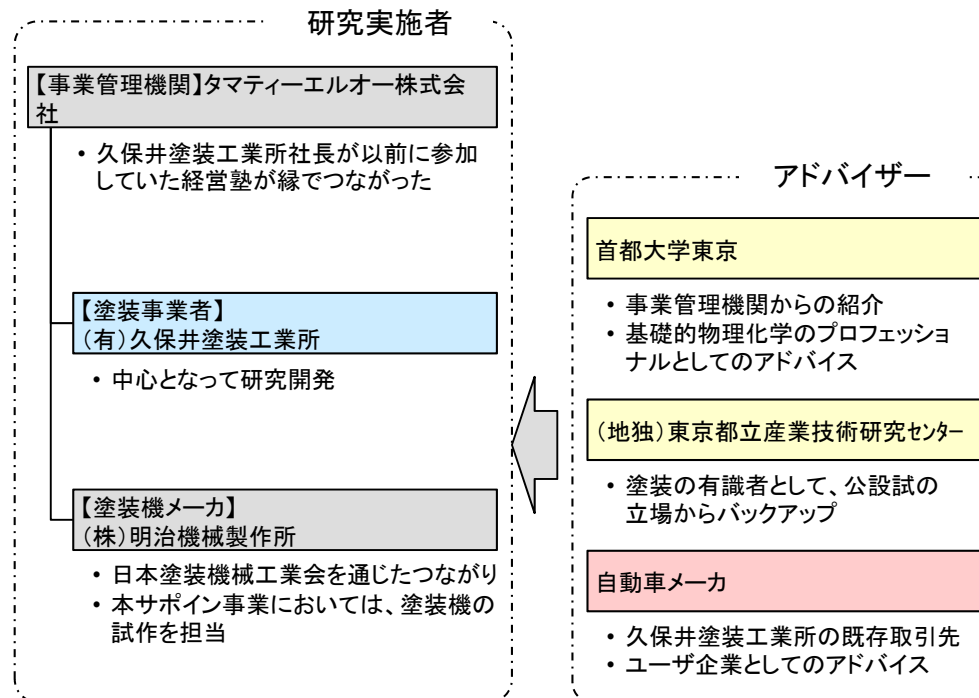 研究実施者
【事業管理機関】タマティーエルオー株式会
社
・ 久保井塗装工業所社長が以前に参加
していた経営塾が縁でつながった
【塗装事業者】
(有)久保井塗装工業所
・ 中心となって研究開発
【塗装機メーカ】
(株)明治機械製作所
・ 日本塗装機械工業会を通じたつながり
・ 本サポイン事業においては、塗装機の
試作を担当
アドバイザー
首都大学東京
・ 事業管理機関からの紹介
・ 基礎的物理化学のプロフェッショ
ナルとしてのアドバイス
(地独)東京都立産業技術研究センター
・ 塗装の有識者として、公設試の
立場からバックアップ
自動車メーカ
・ 久保井塗装工業所の既存取引先
・ ユーザ企業としてのアドバイス